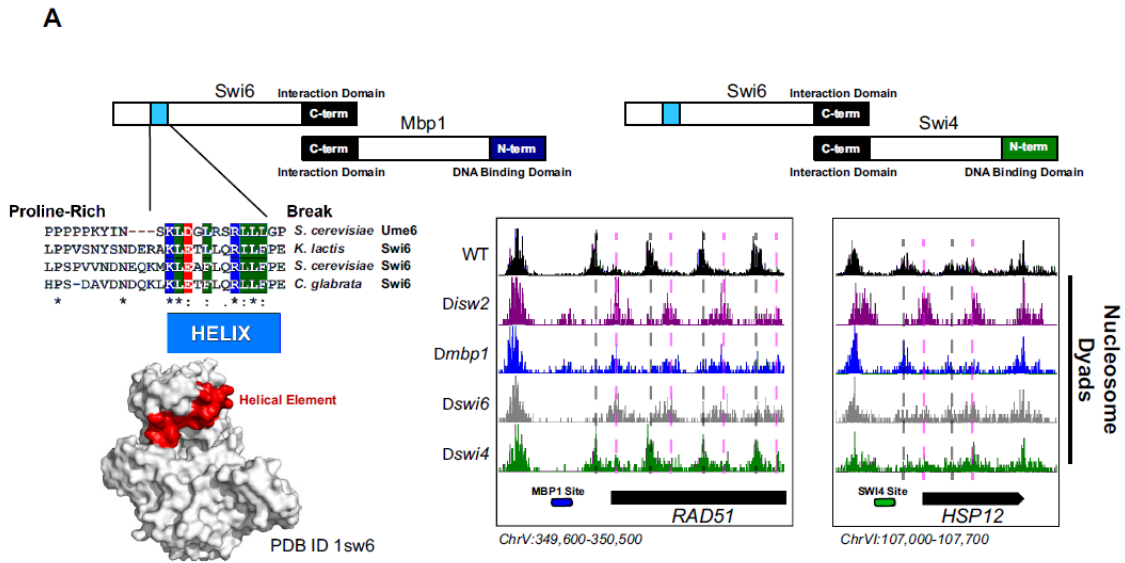 A
Swi6
Interaction Domain
C-term
Mbp1
C-term
N-term
Interaction Domain
DNA Binding Domain
Swi6
Interaction Domain
C-term
Swi4
C-term
N-term
Interaction Domain
DNA Binding Domain
Proline-Rich
Break
PPPPPKYIN---SKLDGLRSRLLLGP S. cerevisiae Ume6
LPPVSNYSNDERAKLETLLQRILFPE K. lactis Swi6
LPSPVVNDNEQKMKLEAFLQRLLFPE S. cerevisiae Swi6
HPS-DAVDNDQKLKLETFLQRLLFPE C. glabrata Swi6
* * **: : . *:*:
HELIX
Helical Element
PDB ID 1sw6
WT
Disw2
Dmbp1
Dswi6
Dswi4
MBP1 Site
RAD51
ChrV:349,600-350,500
SWI4 Site
HSP12
ChrVI:107,000-107,700
Nucleosome
Dyads